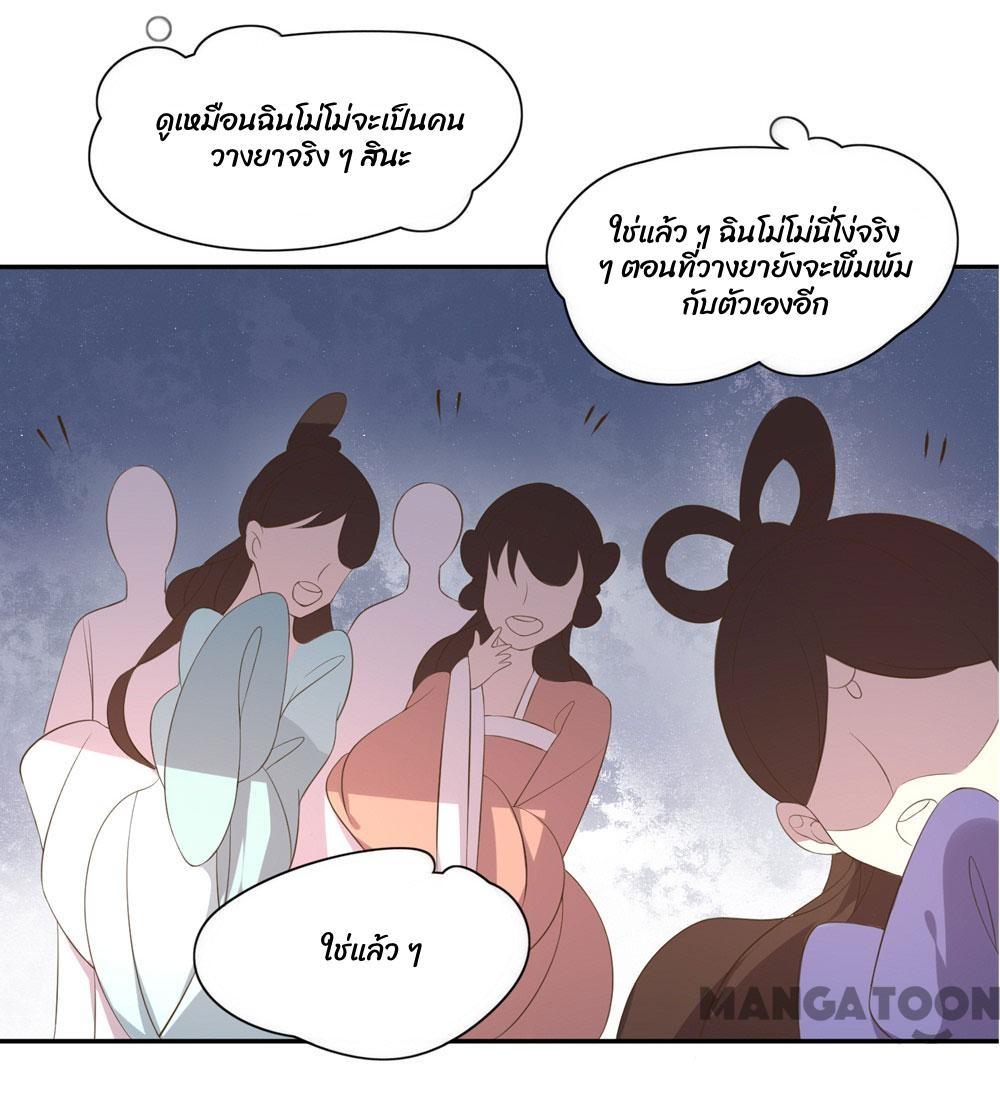 ดูเหมือนฉินโม่โม่จะเป็นคน
วางยาจริง ๆ สินะ
ใช่แล้ว ๆ ฉินโม่โม่นี่โง่จริง
ๆ ตอนที่วางยายังจะพึมพัม
กับตัวเองอีก
ใช่แล้ว ๆ
MANGATOON